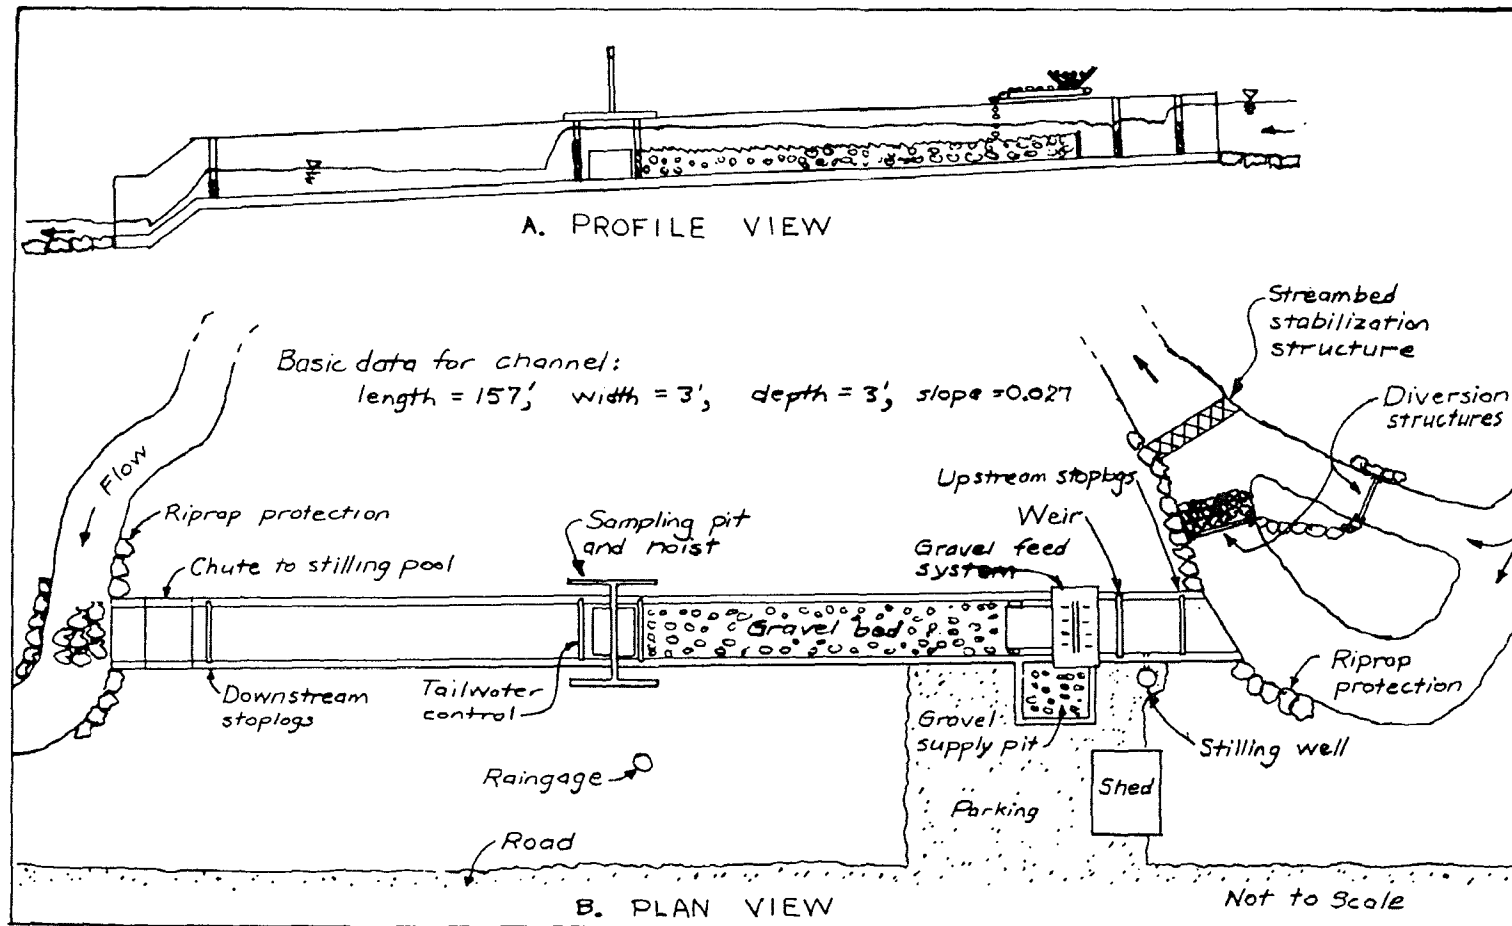 A. PROFILE VIEW
Basic data for channel:
length = 157', width = 3', depth = 3', slope = 0.027
Streambed
stabilization
structure
Diversion
structures
Flow
Riprap protection
Chute to stilling pool
Sampling pit
and hoist
Upstream stoplogs
Weir
Gravel feed
system
Gravel bed
Downstream
stoplogs
Tailwater
control
Gravel
supply pit
Riprap
protection
Stilling well
Raingage
Shed
Parking
Road
B. PLAN VIEW
Not to Scale